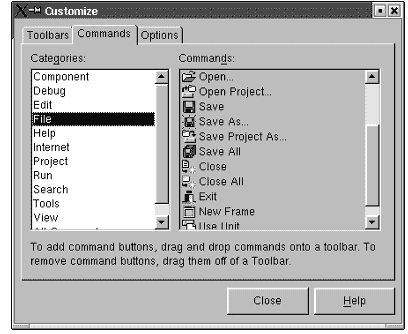 Customize
Toolbars Commands Options
Categories: Commands:
Component
Debug
Edit
File
Help
Internet
Project
Run
Search
Tools
View
Open...
Open Project...
Save
Save As...
Save Project As...
Save All
Close
Close All
Exit
New Frame
Use Unit
To add command buttons, drag and drop commands onto a toolbar. To
remove command buttons, drag them off of a Toolbar.
Close Help